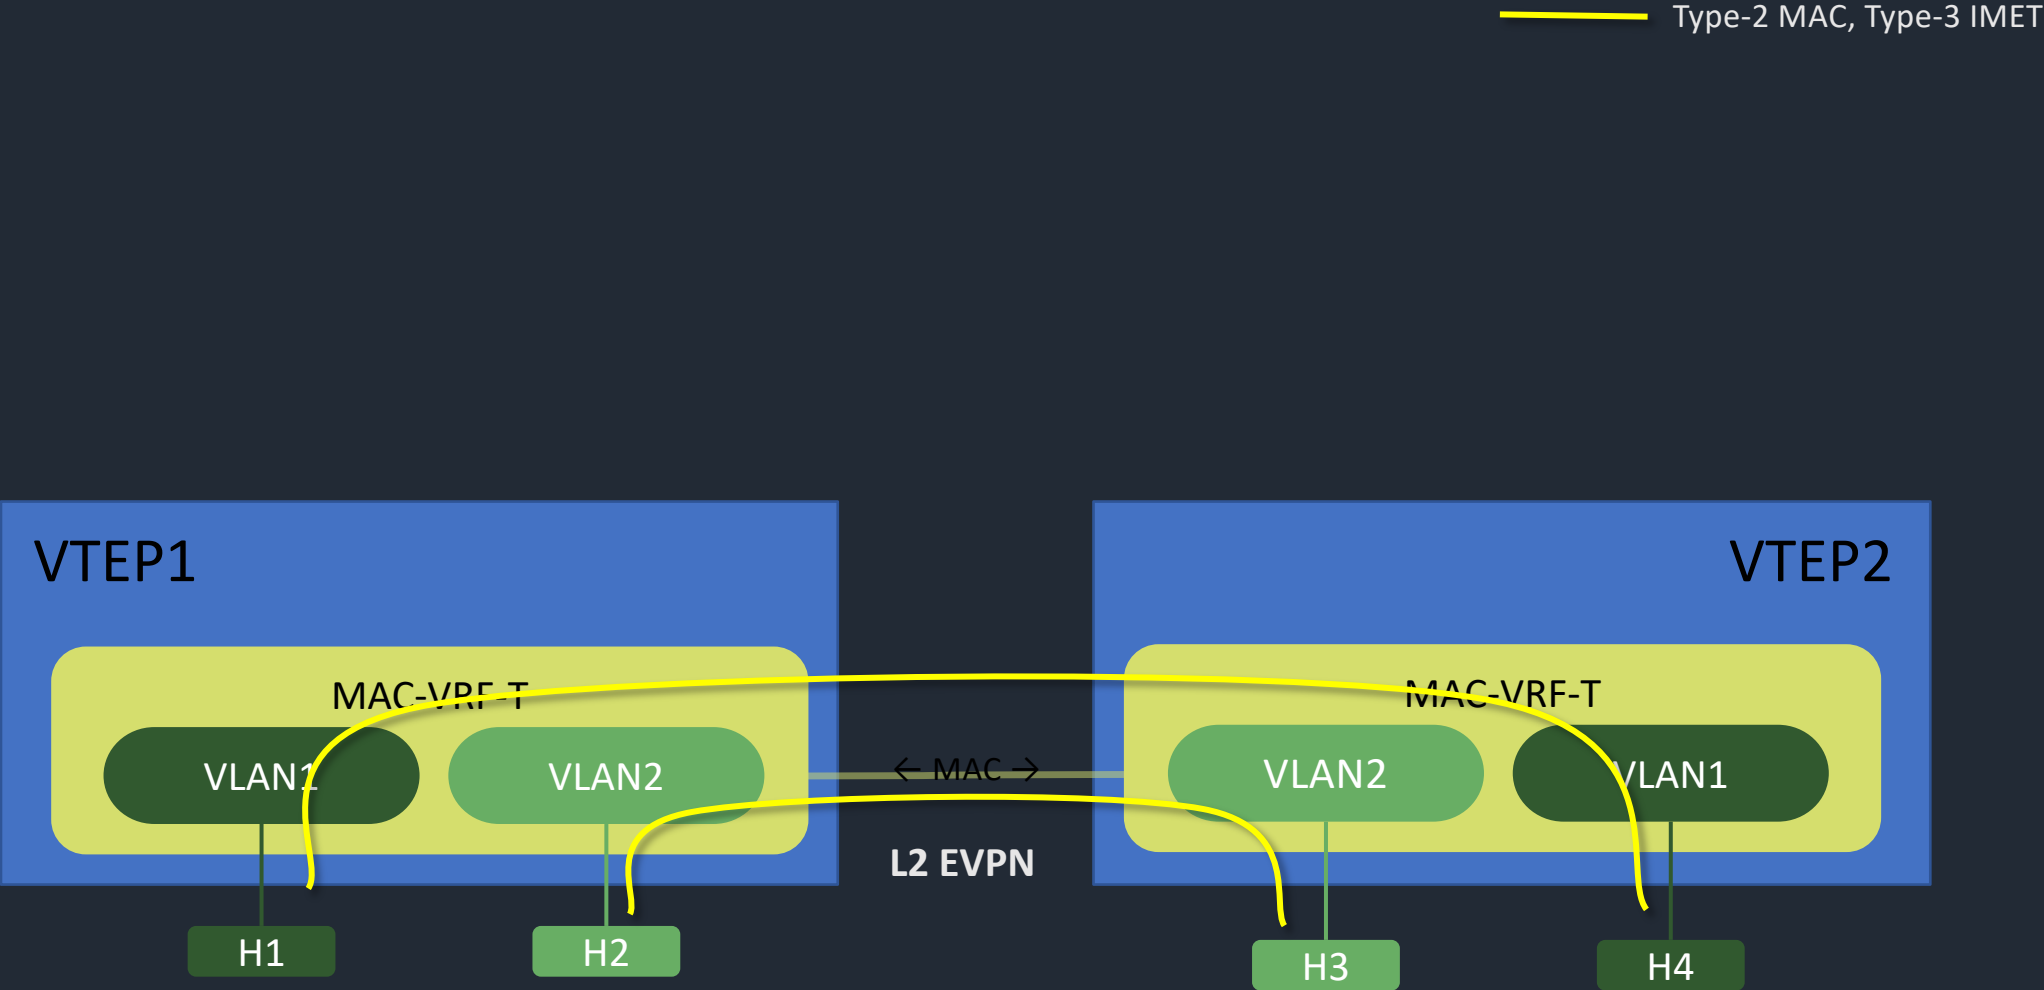 Type-2 MAC, Type-3 IMET
VTEP1
VTEP2
MAC-VRF-T
MAC-VRF-T
VLAN1
VLAN2
← MAC →
VLAN2
VLAN1
L2 EVPN
H1
H2
H3
H4